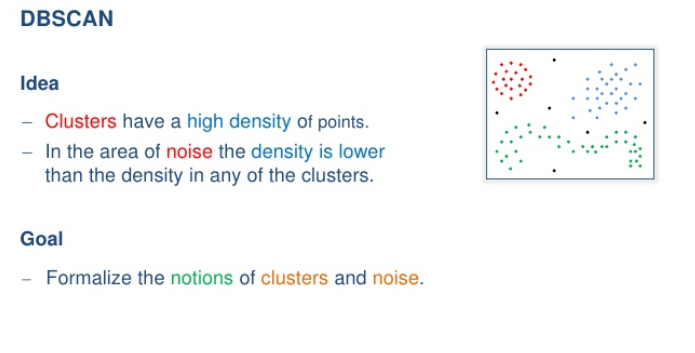 DBSCAN
Idea
– Clusters have a high density of points.
– In the area of noise the density is lower
than the density in any of the clusters.
Goal
– Formalize the notions of clusters and noise.